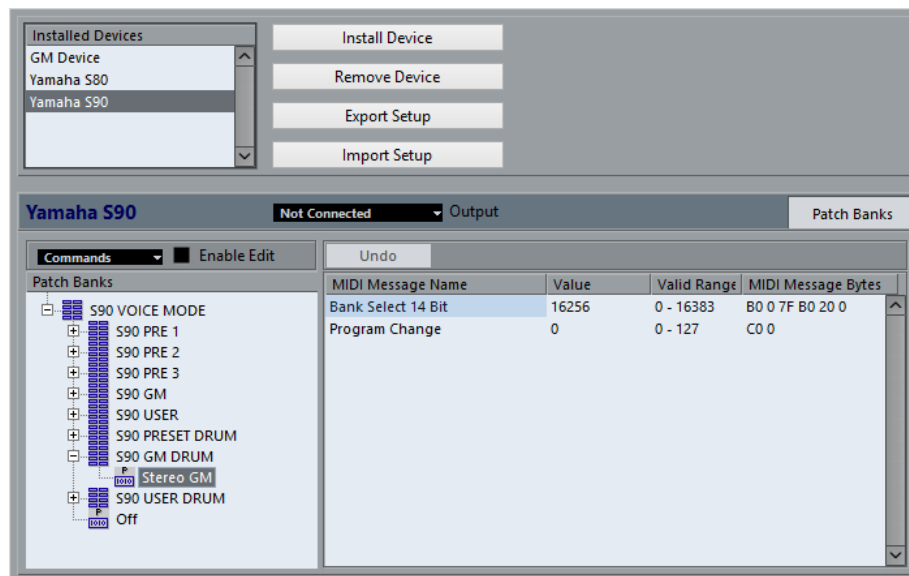 Installed Devices
GM Device
Yamaha S80
Yamaha S90
Install Device
Remove Device
Export Setup
Import Setup
Yamaha S90
Not Connected
Output
Patch Banks
Commands
Enable Edit
Undo
Patch Banks
S90 VOICE MODE
S90 PRE 1
S90 PRE 2
S90 PRE 3
S90 GM
S90 USER
S90 PRESET DRUM
S90 GM DRUM
P
Stereo GM
S90 USER DRUM
P
Off
MIDI Message Name Value Valid Range MIDI Message Bytes
Bank Select 14 Bit 16256 0 - 16383 B0 0 7F B0 20 0
Program Change 0 0 - 127 C0 0